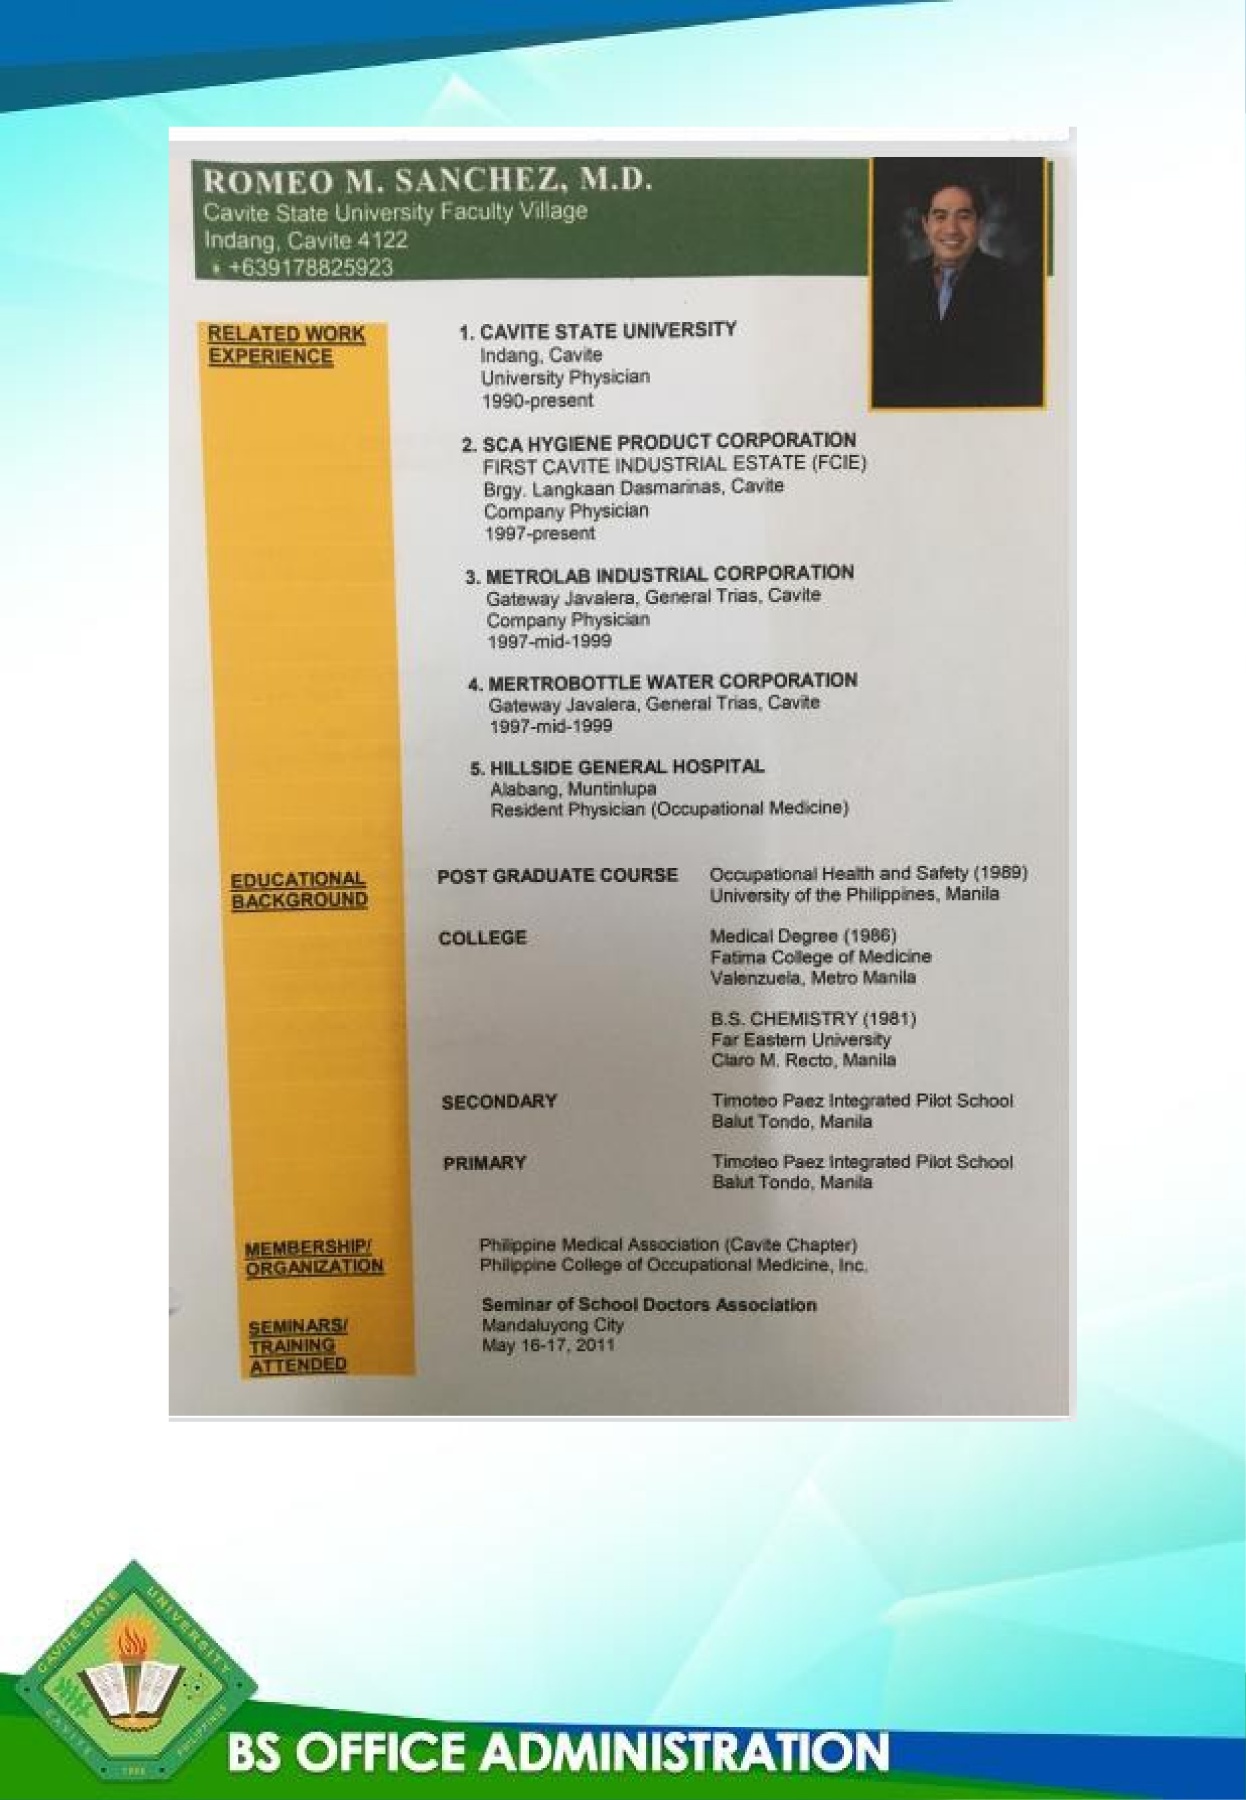 ROMEO M. SANCHEZ, M.D.
Cavite State University Faculty Village
Indang, Cavite 4122
+639178825923
RELATED WORK
EXPERIENCE
1. CAVITE STATE UNIVERSITY
Indang, Cavite
University Physician
1990-present
2. SCA HYGIENE PRODUCT CORPORATION
FIRST CAVITE INDUSTRIAL ESTATE (FCIE)
Brgy. Langkaan Dasmarinas, Cavite
Company Physician
1997-present
3. METROLAB INDUSTRIAL CORPORATION
Gateway Javalera, General Trias, Cavite
Company Physician
1997-mid-1999
4. MERTROBOTTLE WATER CORPORATION
Gateway Javalera, General Trias, Cavite
1997-mid-1999
5. HILLSIDE GENERAL HOSPITAL
Alabang, Muntinlupa
Resident Physician (Occupational Medicine)
EDUCATIONAL
BACKGROUND
POST GRADUATE COURSE Occupational Health and Safety (1989)
University of the Philippines, Manila
COLLEGE Medical Degree (1986)
Fatima College of Medicine
Valenzuela, Metro Manila
B.S. CHEMISTRY (1981)
Far Eastern University
Claro M. Recto, Manila
SECONDARY Timoteo Paez Integrated Pilot School
Balut Tondo, Manila
PRIMARY Timoteo Paez Integrated Pilot School
Balut Tondo, Manila
MEMBERSHIP/
ORGANIZATION
Philippine Medical Association (Cavite Chapter)
Philippine College of Occupational Medicine, Inc.
SEMINARS/
TRAINING
ATTENDED
Seminar of School Doctors Association
Mandaluyong City
May 16-17, 2011
CAVITE STATE UNIVERSITY
CAVITE PHILIPPINES
1906
BS OFFICE ADMINISTRATION